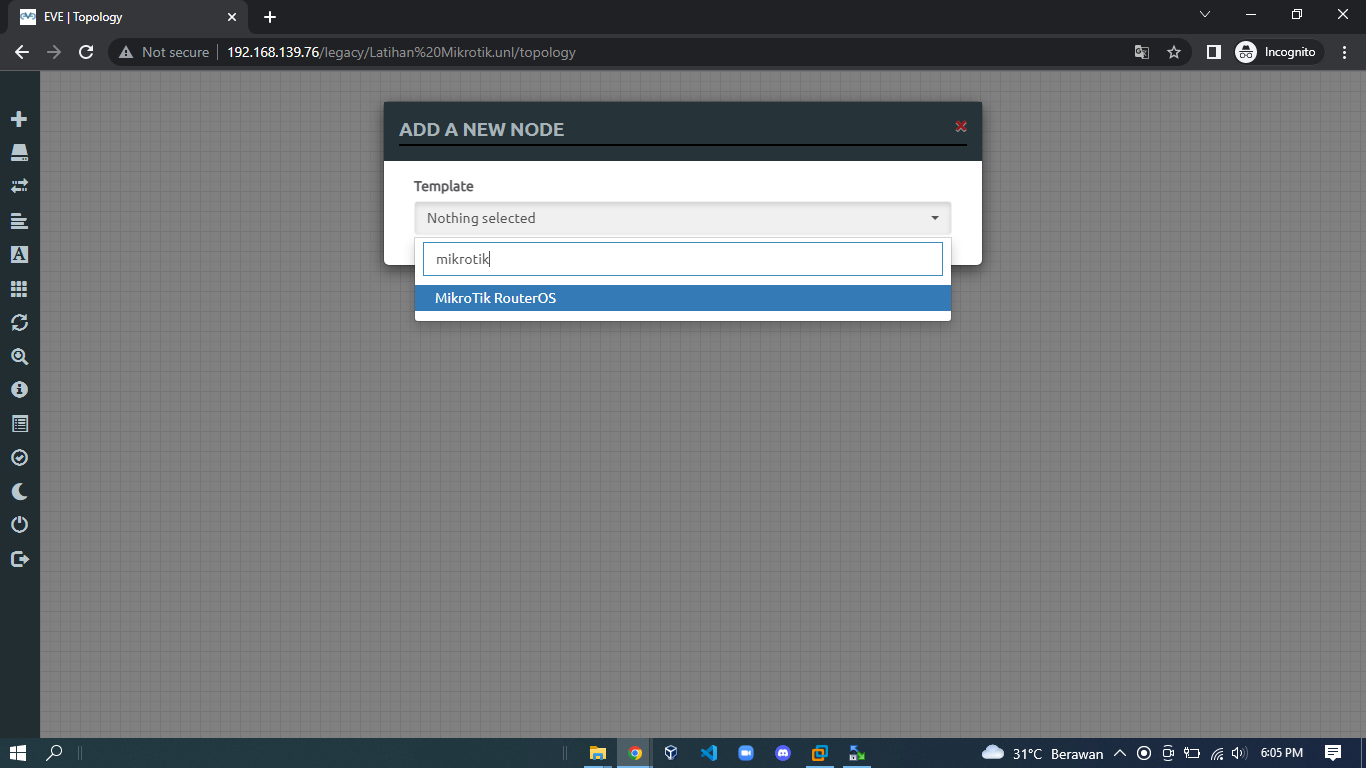 EVE | Topology
Not secure
192.168.139.76/legacy/Latihan%20Mikrotik.unl/topology
Incognito
ADD A NEW NODE
Template
Nothing selected
mikrotik
MikroTik RouterOS
31°C Berawan
6:05 PM